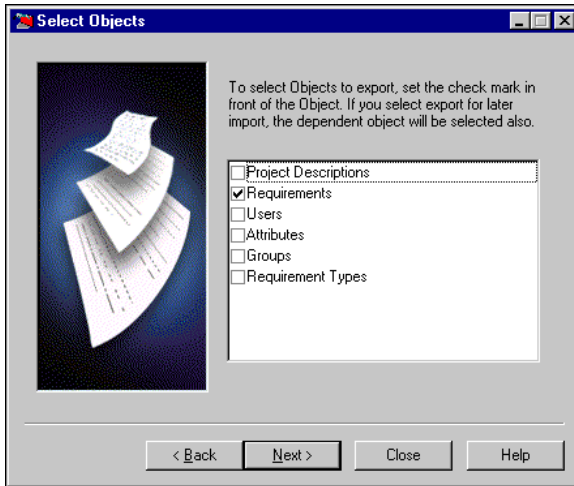 Select Objects
To select Objects to export, set the check mark in
front of the Object. If you select export for later
import, the dependent object will be selected also.
Project Descriptions
Requirements
Users
Attributes
Groups
Requirement Types
< Back
Next >
Close
Help